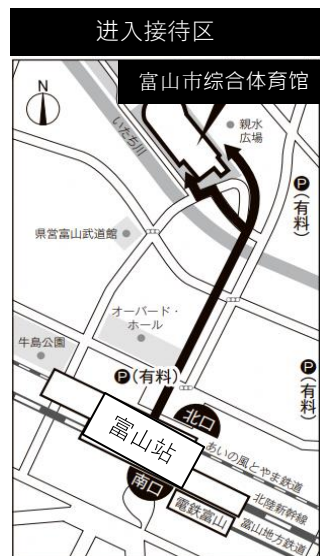 进入接待区
富山市综合体育馆
N
いたち川
親水
広場
P
(有料)
県営富山武道館
オーバード・
ホール
牛島公園
P(有料)
P
(有料)
北口
富山站
あいの風とやま鉄道
南口
電鉄富山
北陸新幹線
富山地方鉄道